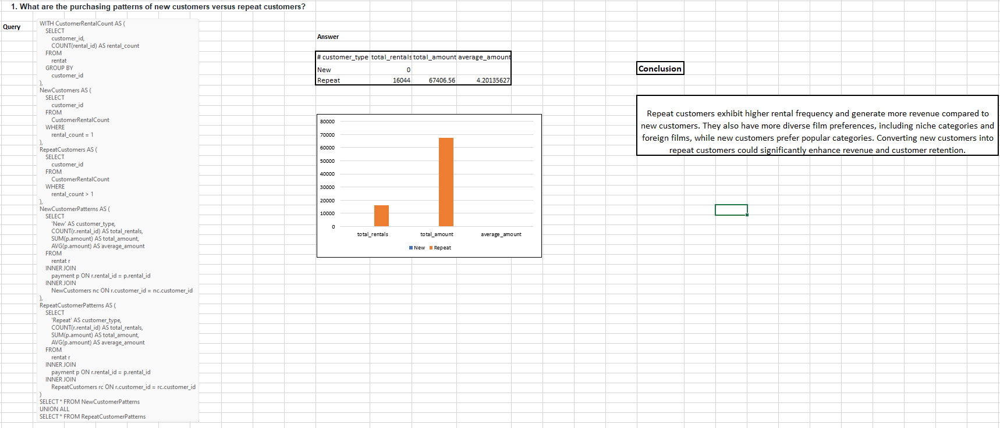 1. What are the purchasing patterns of new customers versus repeat customers?
Query
WITH CustomerRentalCount AS (
SELECT
customer_id,
COUNT(rental_id) AS rental_count
FROM
rentat
GROUP BY
customer_id
),
NewCustomers AS (
SELECT
customer_id
FROM
CustomerRentalCount
WHERE
rental_count = 1
),
RepeatCustomers AS (
SELECT
customer_id
FROM
CustomerRentalCount
WHERE
rental_count > 1
),
NewCustomerPatterns AS (
SELECT
'New' AS customer_type,
COUNT(r.rental_id) AS total_rentals,
SUM(p.amount) AS total_amount,
AVG(p.amount) AS average_amount
FROM
rentat r
INNER JOIN
payment p ON r.rental_id = p.rental_id
INNER JOIN
NewCustomers nc ON r.customer_id = nc.customer_id
),
RepeatCustomerPatterns AS (
SELECT
'Repeat' AS customer_type,
COUNT(r.rental_id) AS total_rentals,
SUM(p.amount) AS total_amount,
AVG(p.amount) AS average_amount
FROM
rentat r
INNER JOIN
payment p ON r.rental_id = p.rental_id
INNER JOIN
RepeatCustomers rc ON r.customer_id = rc.customer_id
)
SELECT * FROM NewCustomerPatterns
UNION ALL
SELECT * FROM RepeatCustomerPatterns
Answer
# customer_type total_rentals total_amount average_amount
New 0
Repeat 16044 67406.56 4.20135627
80000
70000
60000
50000
40000
30000
20000
10000
0
total_rentals total_amount average_amount
New Repeat
Conclusion
Repeat customers exhibit higher rental frequency and generate more revenue compared to
new customers. They also have more diverse film preferences, including niche categories and
foreign films, while new customers prefer popular categories. Converting new customers into
repeat customers could significantly enhance revenue and customer retention.